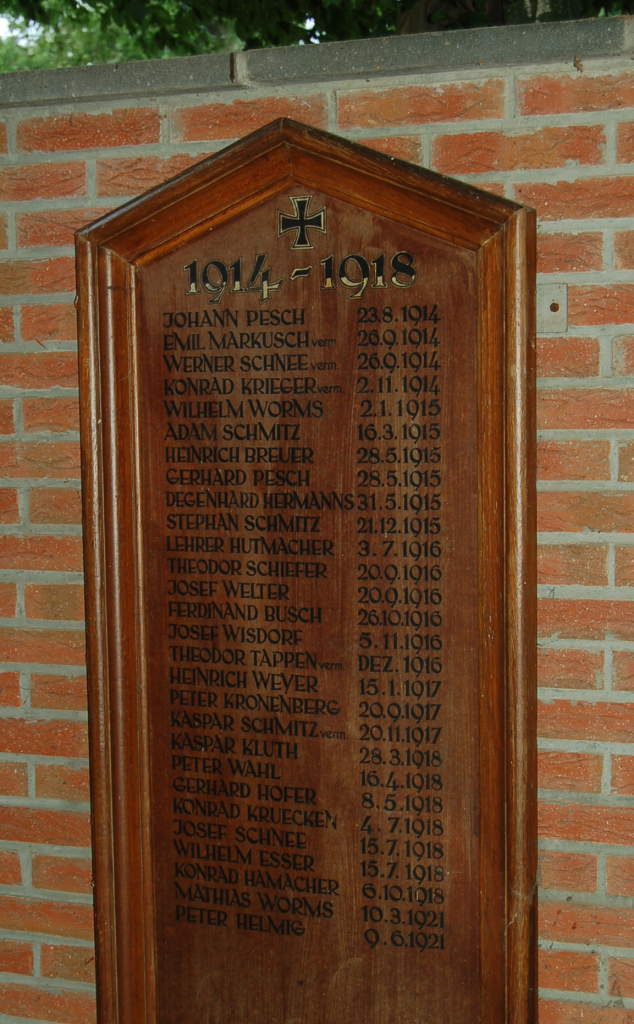 1914 - 1918
JOHANN PESCH 23.8.1914
EMIL MARKUSCH verm. 26.9.1914
WERNER SCHNEE verm. 26.9.1914
KONRAD KRIEGER verm. 2.11.1914
WILHELM WORMS 2.1.1915
ADAM SCHMITZ 16.3.1915
HEINRICH BREUER 28.5.1915
GERHARD PESCH 28.5.1915
DEGENHARD HERMANNS 31.5.1915
STEPHAN SCHMITZ 21.12.1915
LEHRER HUTMACHER 3.7.1916
THEODOR SCHIEFER 20.9.1916
JOSEF WELTER 20.9.1916
FERDINAND BUSCH 26.10.1916
JOSEF WISDORF 5.11.1916
THEODOR TAPPEN verm. DEZ. 1916
HEINRICH WEYER 15.1.1917
PETER KRONENBERG 20.9.1917
KASPAR SCHMITZ verm. 20.11.1917
KASPAR KLUTH 28.3.1918
PETER WAHL 16.4.1918
GERHARD HOFER 8.5.1918
KONRAD KRUECKEN 4.7.1918
JOSEF SCHNEE 15.7.1918
WILHELM ESSER 15.7.1918
KONRAD HAMACHER 6.10.1918
MATHIAS WORMS 10.3.1921
PETER HELMIG 9.6.1921